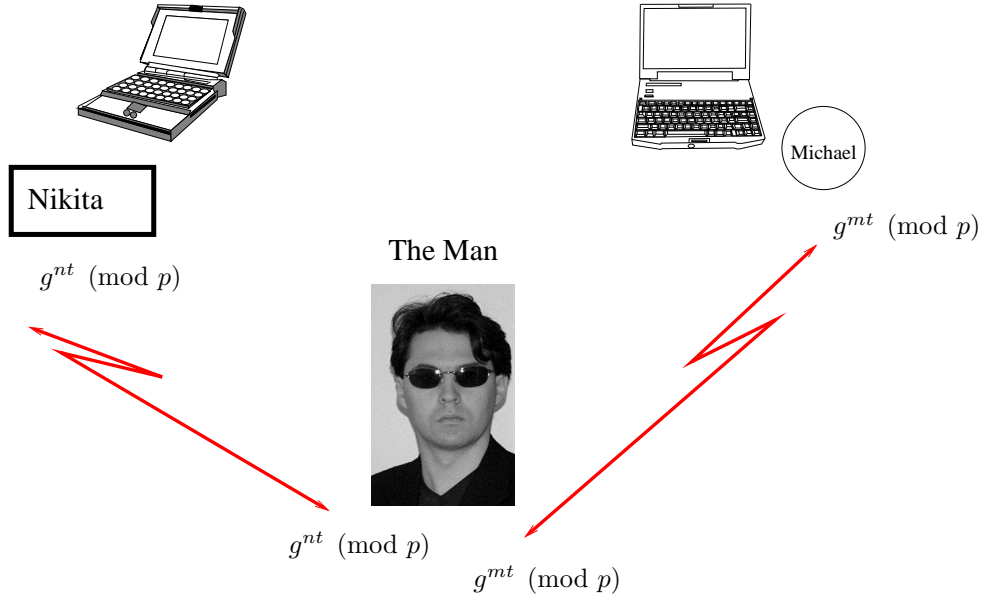 Michael
Nikita
g^{mt} (mod p)
The Man
g^{nt} (mod p)
g^{nt} (mod p)
g^{mt} (mod p)